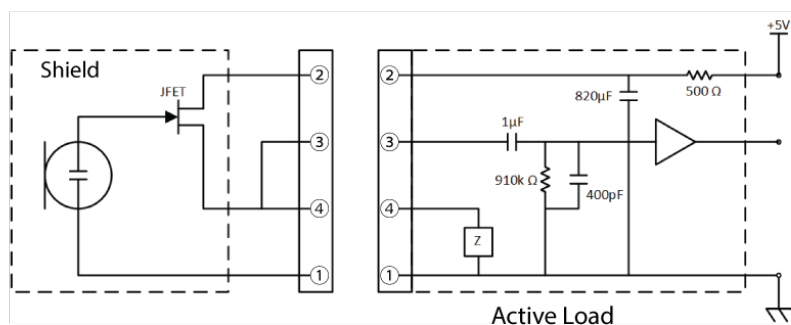 Shield
JFET
②
③
④
①
②
③
④
①
+5V
500 Ω
820µF
1µF
910k Ω
400pF
Z
Active Load